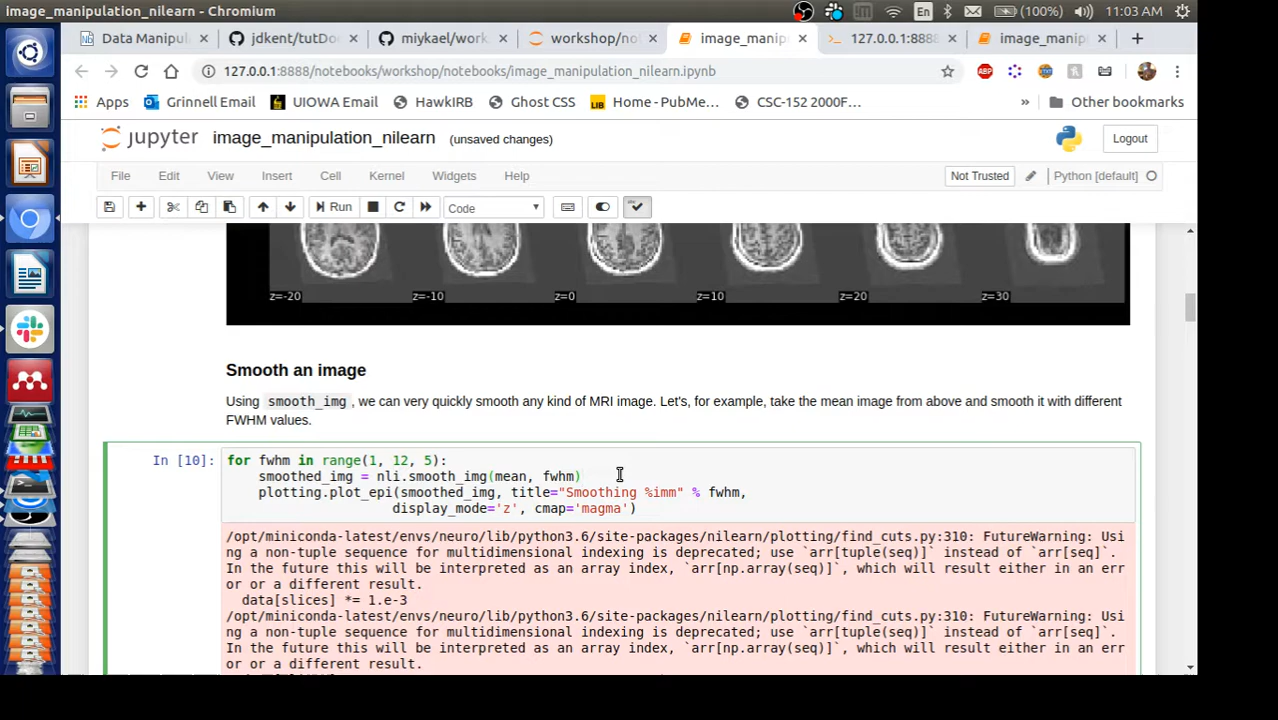 image_manipulation_nilearn - Chromium
En
(100%)
11:03 AM
Data Manipul
jdkent/tutDo
miykael/work
workshop/no
image_manip
127.0.0.1:8888
image_manip
127.0.0.1:8888/notebooks/workshop/notebooks/image_manipulation_nilearn.ipynb
Apps
Grinnell Email
UIOWA Email
HawkIRB
Ghost CSS
Home - PubMe...
CSC-152 2000F...
»
Other bookmarks
jupyter
image_manipulation_nilearn
(unsaved changes)
Logout
File
Edit
View
Insert
Cell
Kernel
Widgets
Help
Not Trusted
Python [default]
Run
Code
z=-20
z=-10
z=0
z=10
z=20
z=30
Smooth an image
Using smooth_img , we can very quickly smooth any kind of MRI image. Let's, for example, take the mean image from above and smooth it with different
FWHM values.
In [10]:
for fwhm in range(1, 12, 5):
    smoothed_img = nli.smooth_img(mean, fwhm)
    plotting.plot_epi(smoothed_img, title="Smoothing %imm" % fwhm,
                     display_mode='z', cmap='magma')
/opt/miniconda-latest/envs/neuro/lib/python3.6/site-packages/nilearn/plotting/find_cuts.py:310: FutureWarning: Usi
ng a non-tuple sequence for multidimensional indexing is deprecated; use `arr[tuple(seq)]` instead of `arr[seq]`.
In the future this will be interpreted as an array index, `arr[np.array(seq)]`, which will result either in an err
or or a different result.
  data[slices] *= 1.e-3
/opt/miniconda-latest/envs/neuro/lib/python3.6/site-packages/nilearn/plotting/find_cuts.py:310: FutureWarning: Usi
ng a non-tuple sequence for multidimensional indexing is deprecated; use `arr[tuple(seq)]` instead of `arr[seq]`.
In the future this will be interpreted as an array index, `arr[np.array(seq)]`, which will result either in an err
or or a different result.